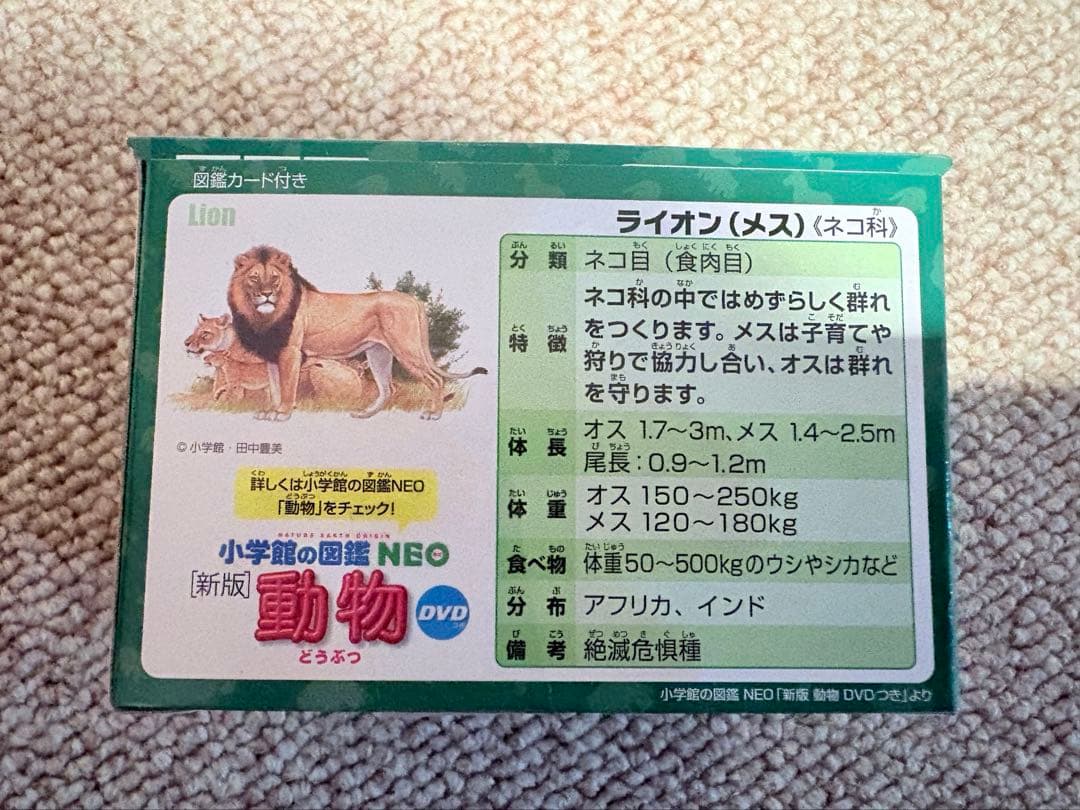 図鑑カード付き
Lion
ライオン(メス)《ネコ科》
分類 ネコ目(食肉目)
特徴 ネコ科の中ではめずらしく群れ
をつくります。メスは子育てや
狩りで協力し合い、オスは群れ
を守ります。
体長 オス 1.7~3m、メス 1.4~2.5m
尾長:0.9~1.2m
体重 オス 150~250kg
メス 120~180kg
食べ物 体重50~500kgのウシやシカなど
分布 アフリカ、インド
備考 絶滅危惧種
©小学館・田中豊美
詳しくは小学館の図鑑NEO
「動物」をチェック!
NATURE EARTH ORIGIN
小学館の図鑑 NEO
[新版] 動物 DVD
どうぶつ
小学館の図鑑 NEO「新版 動物 DVD つき」より